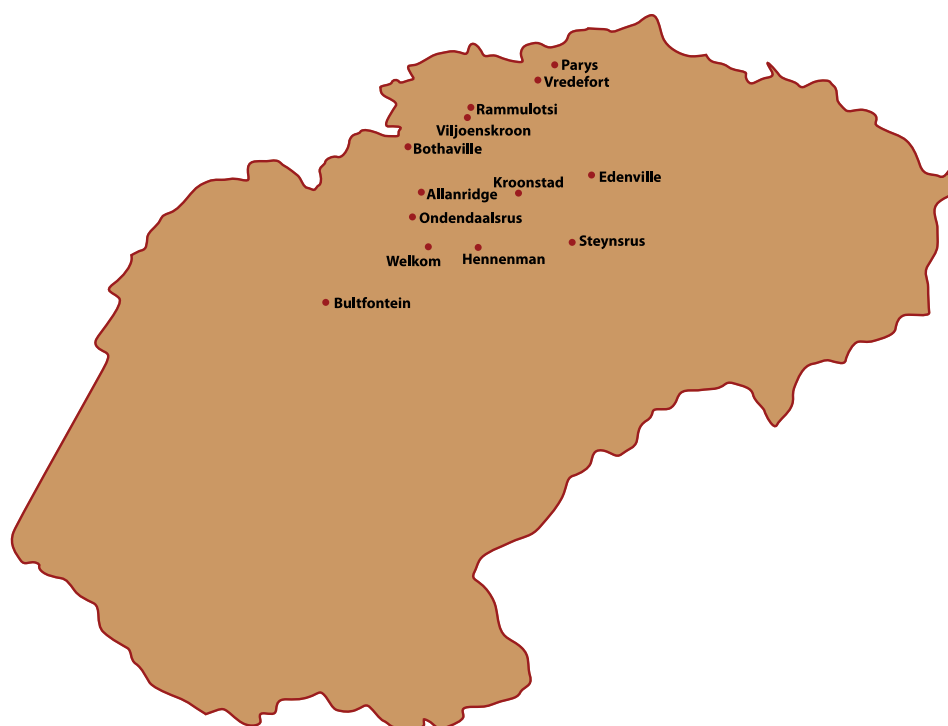 Parys
Vredefort
Rammulotsi
Viljoenskroon
Bothaville
Edenville
Kroonstad
Allanridge
Ondendaalsrus
Steynsrus
Welkom
Hennenman
Bultfontein